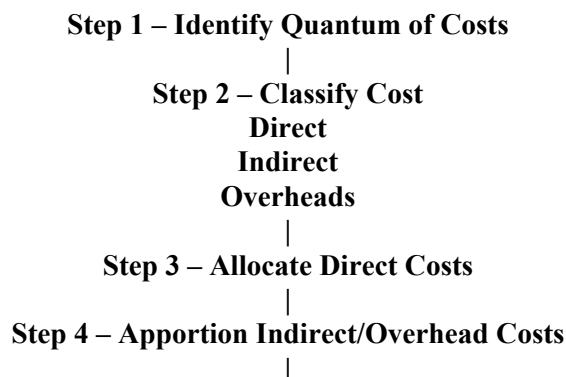 Step 1 – Identify Quantum of Costs
|
Step 2 – Classify Cost
Direct
Indirect
Overheads
|
Step 3 – Allocate Direct Costs
|
Step 4 – Apportion Indirect/Overhead Costs
|